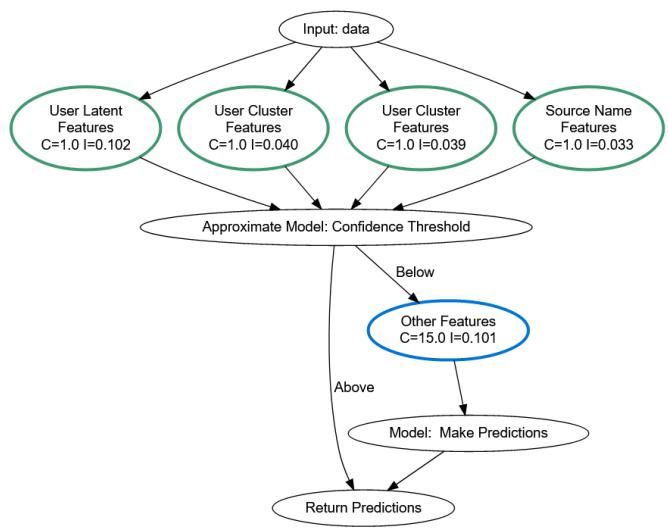 Input: data
User Latent
Features
C=1.0 I=0.102
User Cluster
Features
C=1.0 I=0.040
User Cluster
Features
C=1.0 I=0.039
Source Name
Features
C=1.0 I=0.033
Approximate Model: Confidence Threshold
Below
Other Features
C=15.0 I=0.101
Above
Model:  Make Predictions
Return Predictions